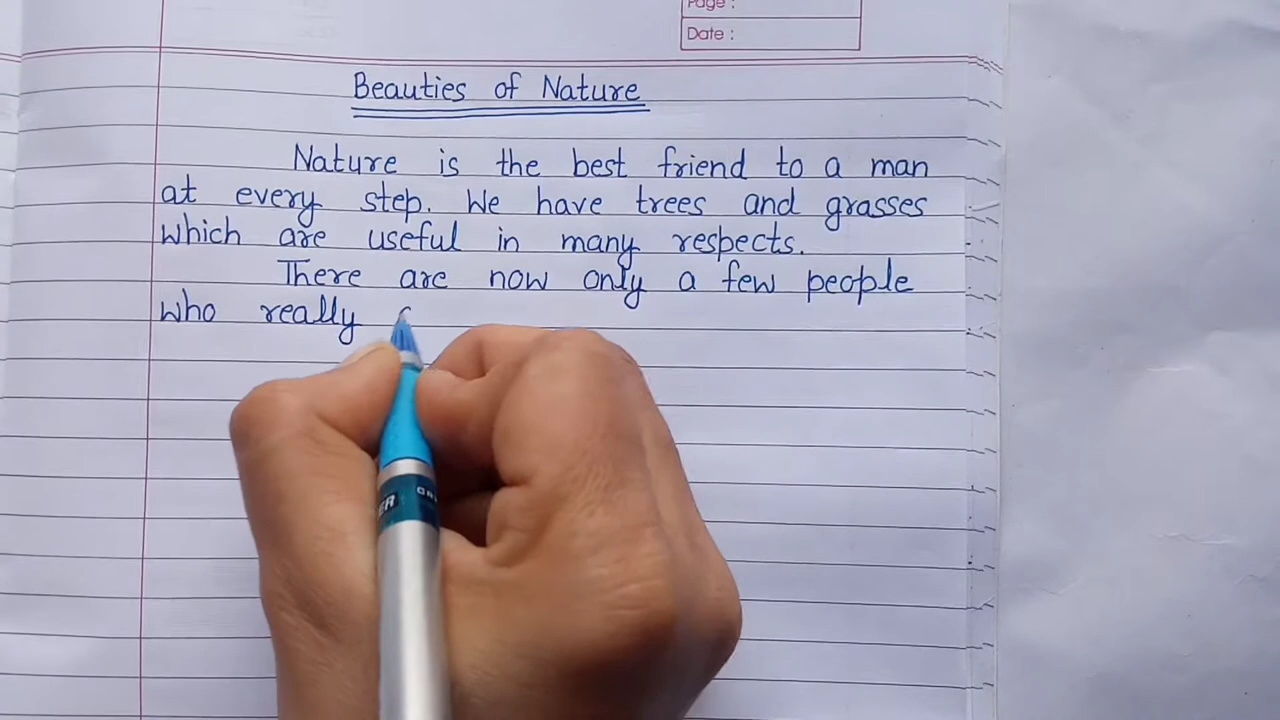 Page :
Date :
Beauties of Nature
Nature is the best friend to a man
at every step. We have trees and grasses
which are useful in many respects.
There are now only a few people
who really